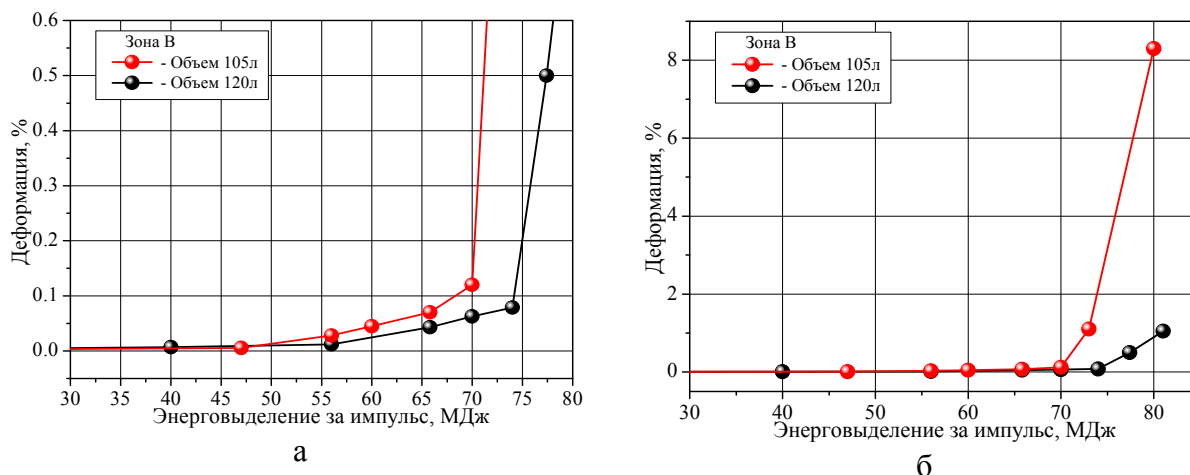 Деформация, %
0.6
0.5
0.4
0.3
0.2
0.1
0.0
Зона В
- Объем 105л
- Объем 120л
30 35 40 45 50 55 60 65 70 75 80
Энерговыделение за импульс, МДж
а
Деформация, %
8
6
4
2
0
Зона В
- Объем 105л
- Объем 120л
30 40 50 60 70 80
Энерговыделение за импульс, МДж
б